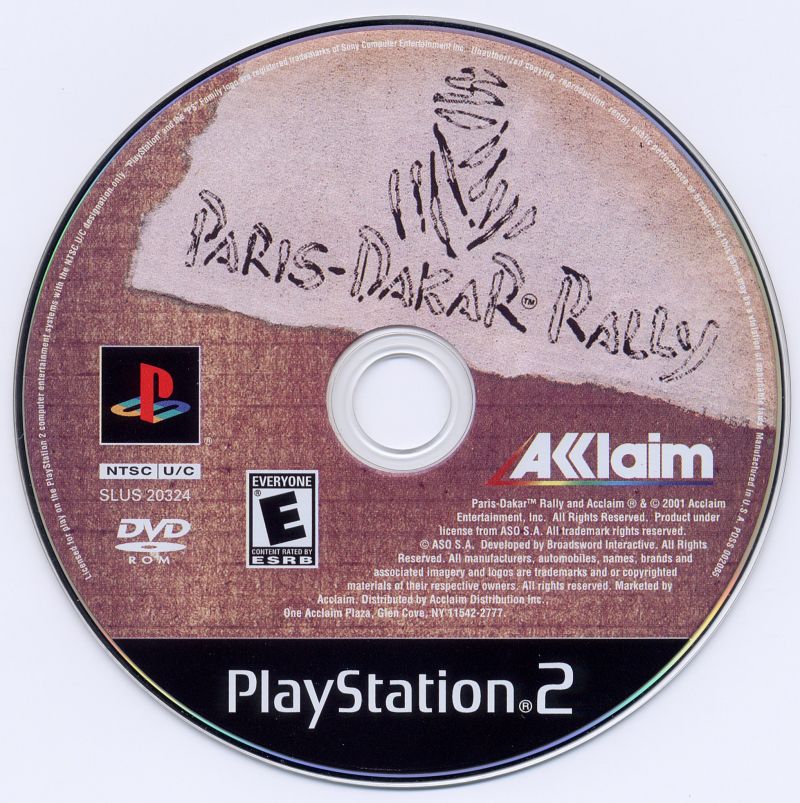 Licensed for play on the PlayStation 2 computer entertainment systems with the NTSC U/C designation only. "PlayStation" and the "PS" Family logo are registered trademarks of Sony Computer Entertainment Inc. Unauthorized copying, reproduction, rental, public performance or broadcast of this game may be a violation of applicable laws. Manufactured in U.S.A.
PARIS-DAKAR™ RALLY
®
NTSC U/C
SLUS 20324
DVD
ROM
EVERYONE
®
E
CONTENT RATED BY
ESRB
AKKlaim
®
Paris-Dakar™ Rally and Acclaim ® & © 2001 Acclaim
Entertainment, Inc. All Rights Reserved. Product under
license from ASO S.A. All trademark rights reserved.
© ASO S.A. Developed by Broadsword Interactive. All Rights
Reserved. All manufacturers, automobiles, names, brands and
associated imagery and logos are trademarks and or copyrighted
materials of their respective owners. All rights reserved. Marketed by
Acclaim. Distributed by Acclaim Distribution Inc.,
One Acclaim Plaza, Glen Cove, NY 11542-2777.
PlayStation®2